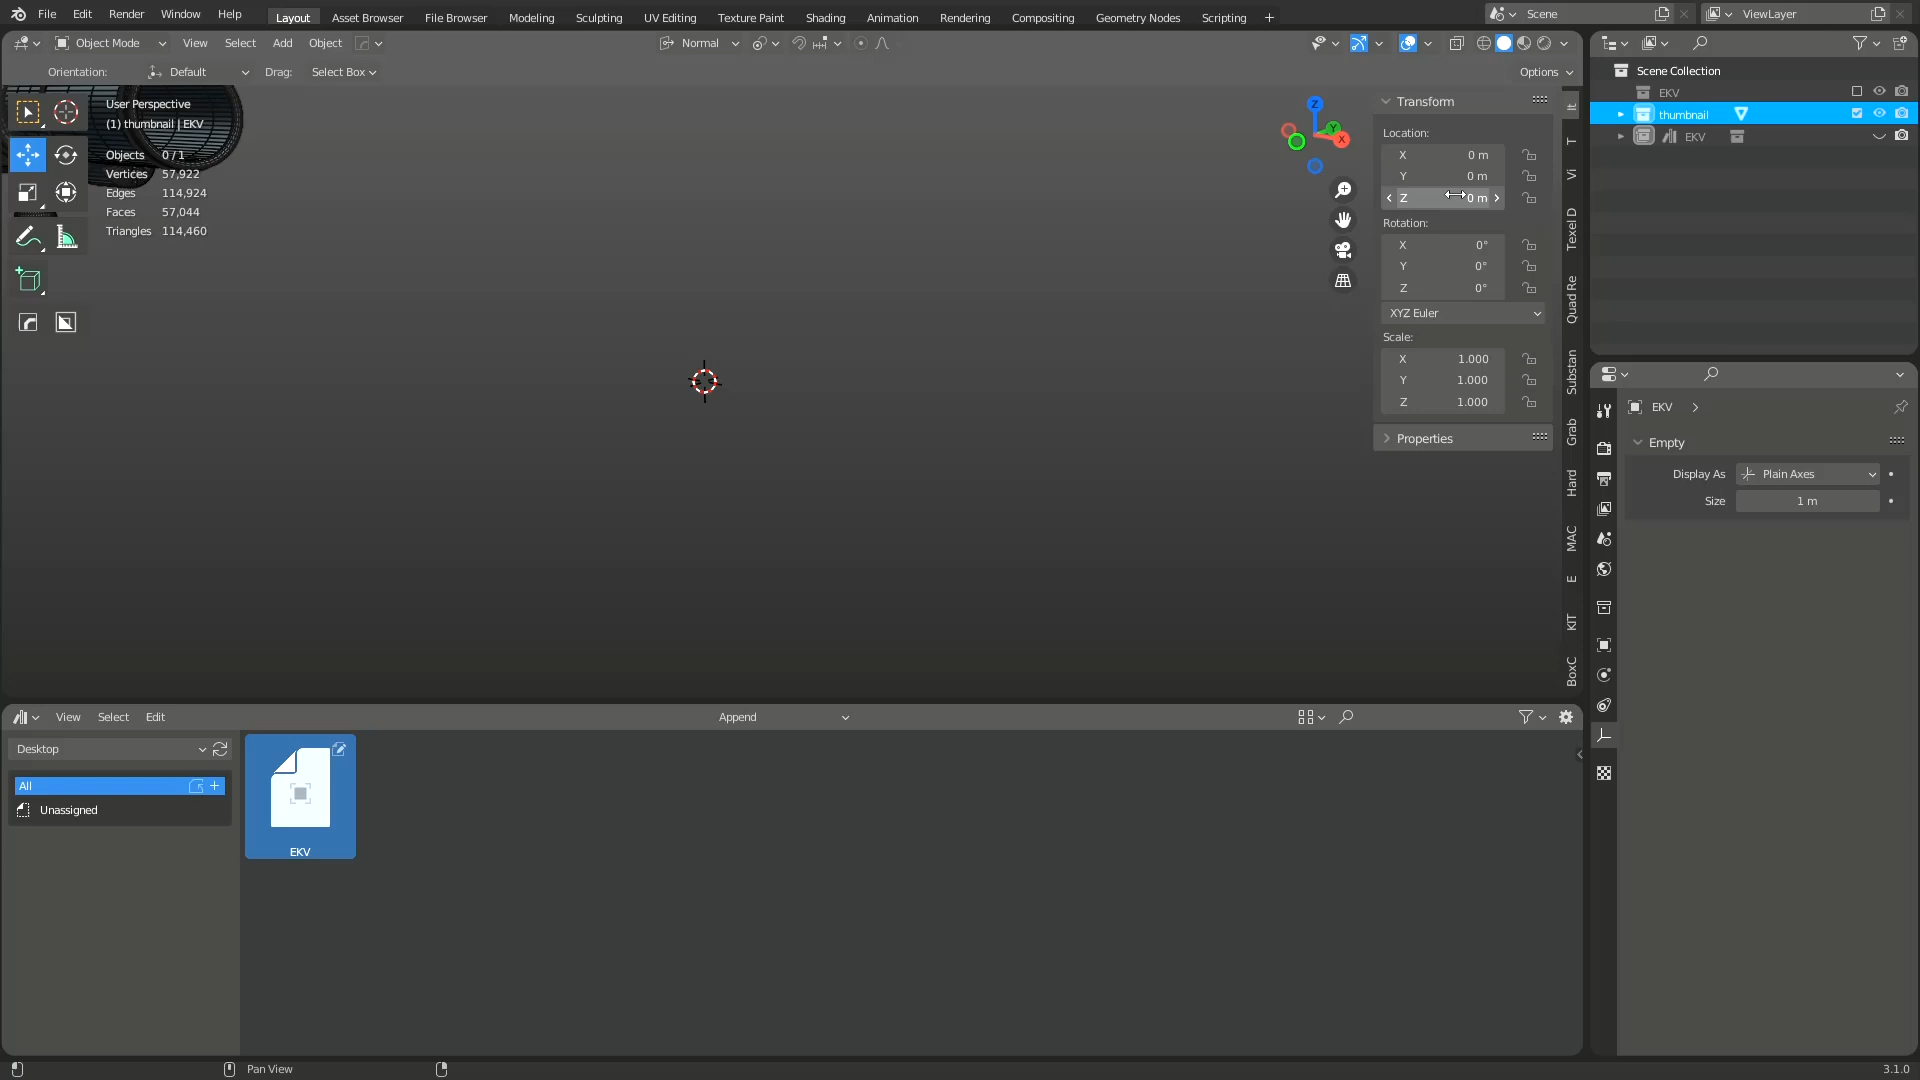 File Edit Render Window Help Layout Asset Browser File Browser Modeling Sculpting UV Editing Texture Paint Shading Animation Rendering Compositing Geometry Nodes Scripting + Scene ViewLayer
Object Mode View Select Add Object Normal
Orientation: Default Drag: Select Box Options
User Perspective
(1) thumbnail | EKV
Objects 0/1
Vertices 57,922
Edges 114,924
Faces 57,044
Triangles 114,460
Z
Y
X
Transform
Location:
X 0 m
Y 0 m
Z 0 m
Rotation:
X 0°
Y 0°
Z 0°
XYZ Euler
Scale:
X 1.000
Y 1.000
Z 1.000
Properties
It
T
Vi
Texel D
Quad Re
Substan
Grab
Hard
MAC
E
KIT
BoxC
Scene Collection
EKV
thumbnail
EKV
EKV
Empty
Display As Plain Axes
Size 1 m
View Select Edit Append
Desktop
All
Unassigned
EKV
Pan View
3.1.0